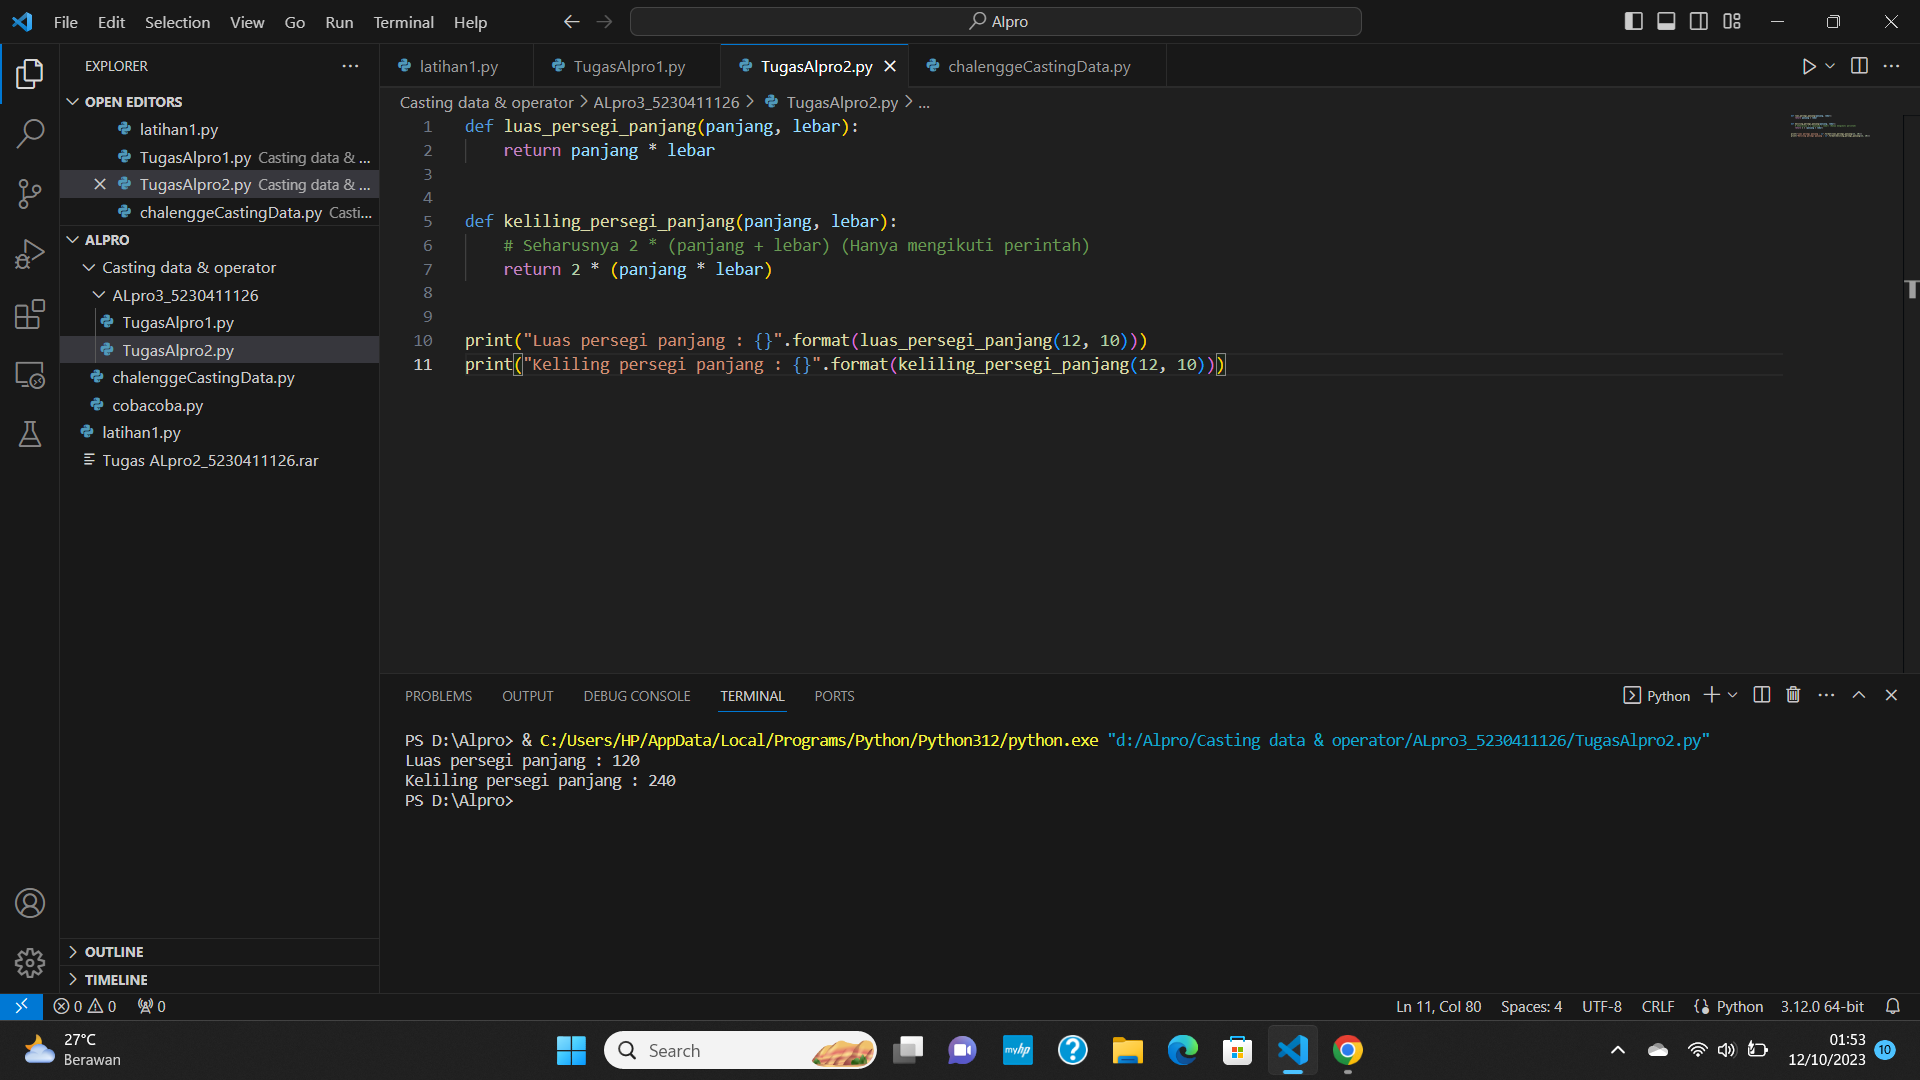 File Edit Selection View Go Run Terminal Help
Alpro
EXPLORER
OPEN EDITORS
latihan1.py
TugasAlpro1.py Casting data & ...
TugasAlpro2.py Casting data & ...
chalenggeCastingData.py Casti...
ALPRO
Casting data & operator
ALpro3_5230411126
TugasAlpro1.py
TugasAlpro2.py
chalenggeCastingData.py
cobacoba.py
latihan1.py
Tugas ALpro2_5230411126.rar
OUTLINE
TIMELINE
latihan1.py TugasAlpro1.py TugasAlpro2.py chalenggeCastingData.py
Casting data & operator > ALpro3_5230411126 > TugasAlpro2.py > ...
1 def luas_persegi_panjang(panjang, lebar):
2     return panjang * lebar
3
4
5 def keliling_persegi_panjang(panjang, lebar):
6     # Seharusnya 2 * (panjang + lebar) (Hanya mengikuti perintah)
7     return 2 * (panjang * lebar)
8
9
10 print("Luas persegi panjang : {}".format(luas_persegi_panjang(12, 10)))
11 print("Keliling persegi panjang : {}".format(keliling_persegi_panjang(12, 10)))
PROBLEMS OUTPUT DEBUG CONSOLE TERMINAL PORTS
Python
PS D:\Alpro> & C:/Users/HP/AppData/Local/Programs/Python/Python312/python.exe "d:/Alpro/Casting data & operator/ALpro3_5230411126/TugasAlpro2.py"
Luas persegi panjang : 120
Keliling persegi panjang : 240
PS D:\Alpro>
0 0 0
Ln 11, Col 80 Spaces: 4 UTF-8 CRLF {} Python 3.12.0 64-bit
27°C
Berawan
Search
myhp
01:53
12/10/2023
10